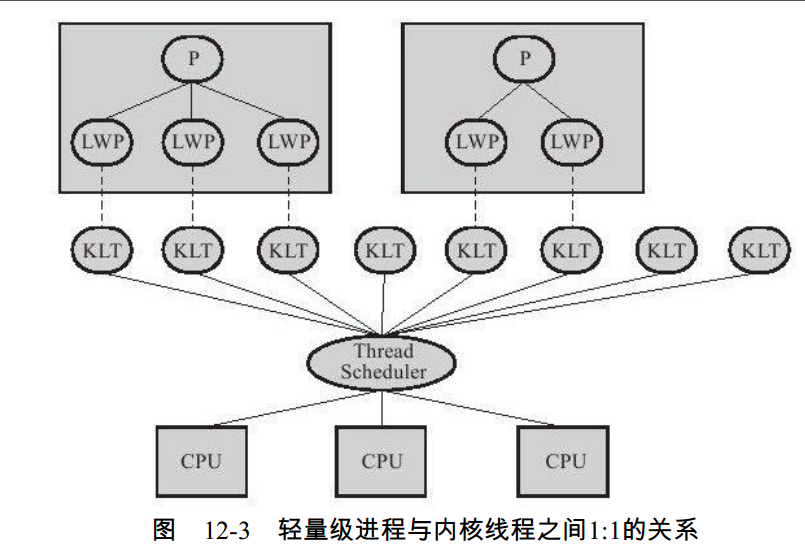 P P
LWP LWP LWP LWP LWP
KLT KLT KLT KLT KLT KLT KLT KLT
Thread
Scheduler
CPU CPU CPU
图 12-3 轻量级进程与内核线程之间1:1的关系